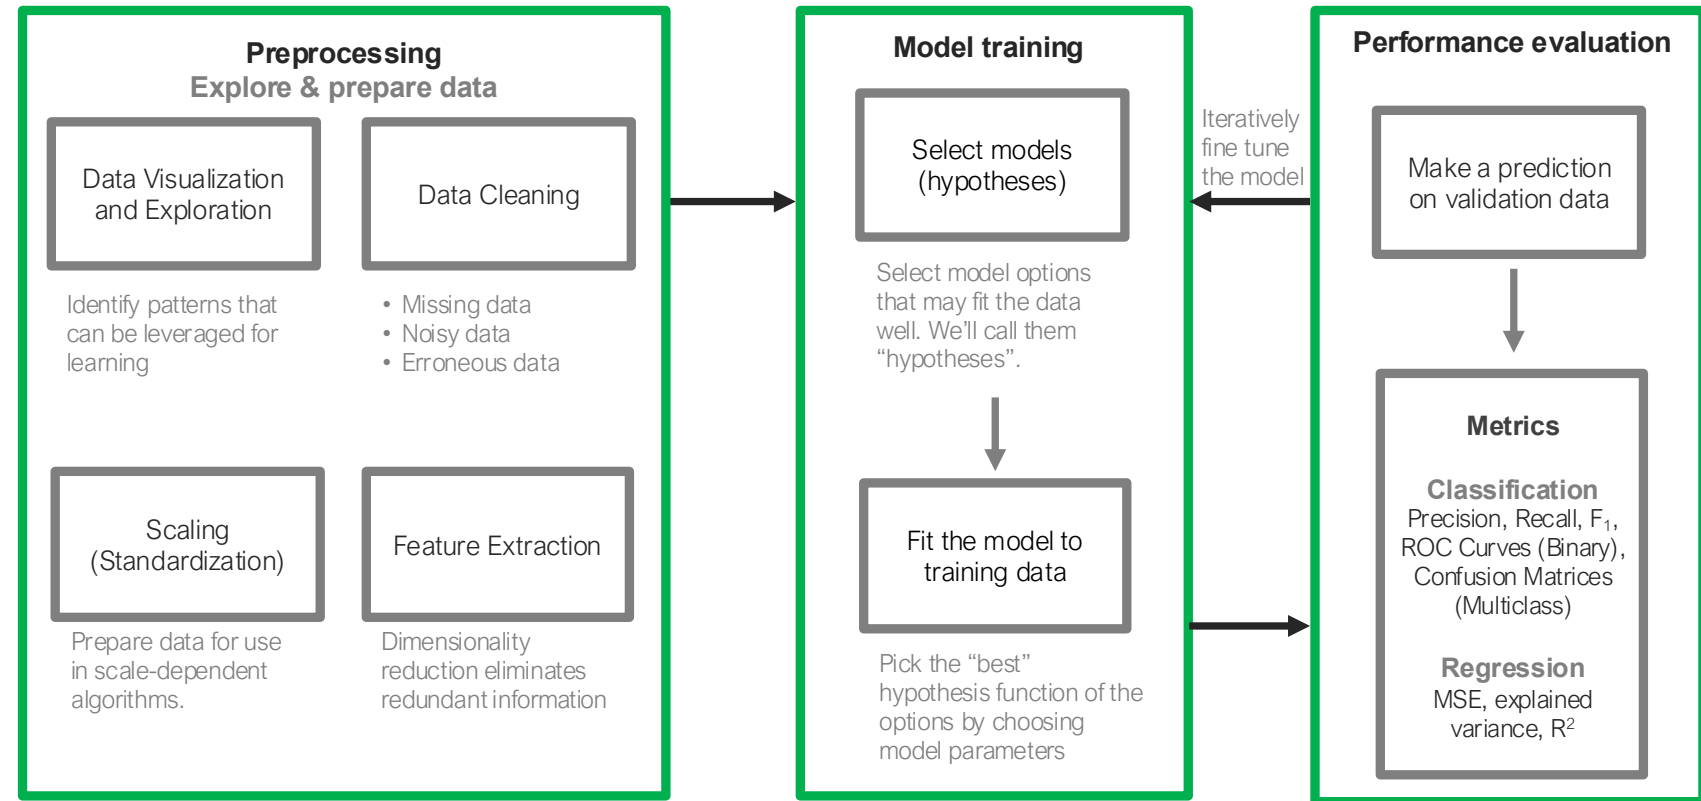 Preprocessing
Explore & prepare data
Data Visualization
and Exploration
Identify patterns that
can be leveraged for
learning
Data Cleaning
• Missing data
• Noisy data
• Erroneous data
Scaling
(Standardization)
Prepare data for use
in scale-dependent
algorithms.
Feature Extraction
Dimensionality
reduction eliminates
redundant information
Model training
Select models
(hypotheses)
Select model options
that may fit the data
well. We’ll call them
“hypotheses”.
Fit the model to
training data
Pick the “best”
hypothesis function of the
options by choosing
model parameters
Iteratively
fine tune
the model
Performance evaluation
Make a prediction
on validation data
Metrics
Classification
Precision, Recall, F₁,
ROC Curves (Binary),
Confusion Matrices
(Multiclass)
Regression
MSE, explained
variance, R²